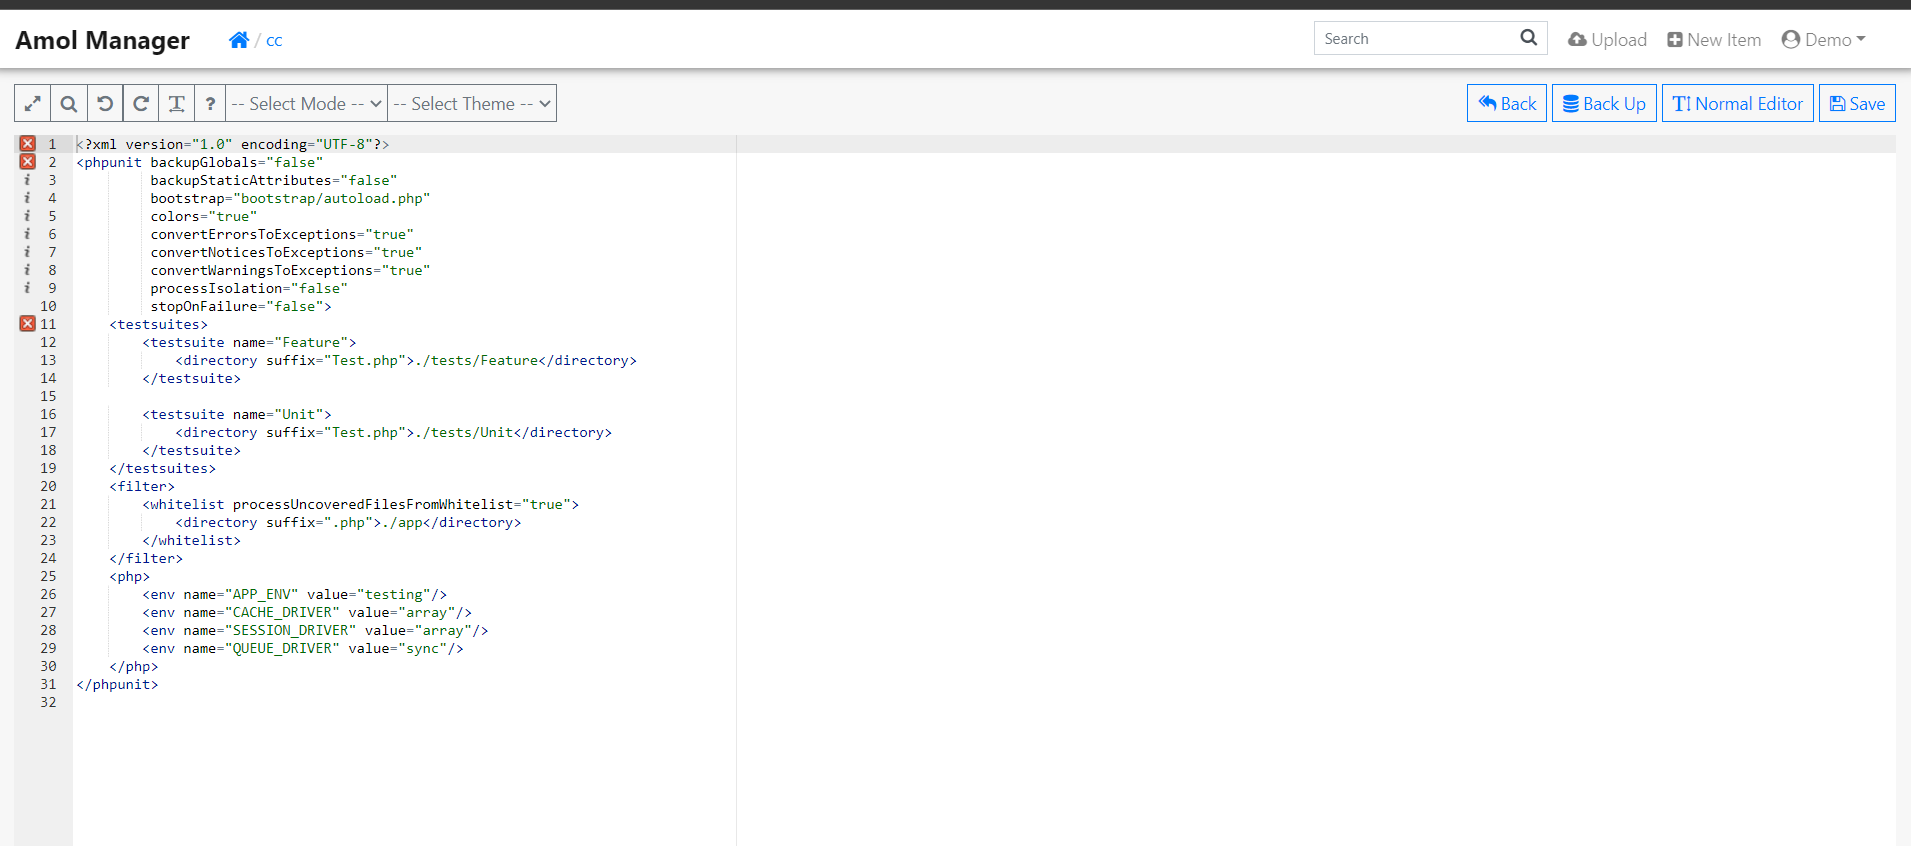 Amol Manager / cc Search Upload New Item Demo
? -- Select Mode -- -- Select Theme -- Back Back Up Normal Editor Save
1 <?xml version="1.0" encoding="UTF-8"?>
2 <phpunit backupGlobals="false"
3 backupStaticAttributes="false"
4 bootstrap="bootstrap/autoload.php"
5 colors="true"
6 convertErrorsToExceptions="true"
7 convertNoticesToExceptions="true"
8 convertWarningsToExceptions="true"
9 processIsolation="false"
10 stopOnFailure="false">
11 <testsuites>
12 <testsuite name="Feature">
13 <directory suffix="Test.php">./tests/Feature</directory>
14 </testsuite>
15
16 <testsuite name="Unit">
17 <directory suffix="Test.php">./tests/Unit</directory>
18 </testsuite>
19 </testsuites>
20 <filter>
21 <whitelist processUncoveredFilesFromWhitelist="true">
22 <directory suffix=".php">./app</directory>
23 </whitelist>
24 </filter>
25 <php>
26 <env name="APP_ENV" value="testing"/>
27 <env name="CACHE_DRIVER" value="array"/>
28 <env name="SESSION_DRIVER" value="array"/>
29 <env name="QUEUE_DRIVER" value="sync"/>
30 </php>
31 </phpunit>
32